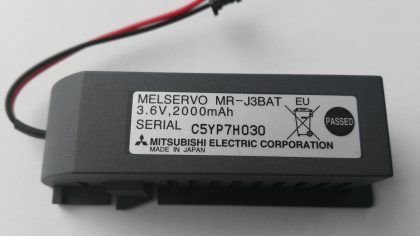 MELSERVO MR-J3BAT EU
3.6V,2000mAh
PASSED
SERIAL C5YP7H030
MITSUBISHI ELECTRIC CORPORATION
MADE IN JAPAN